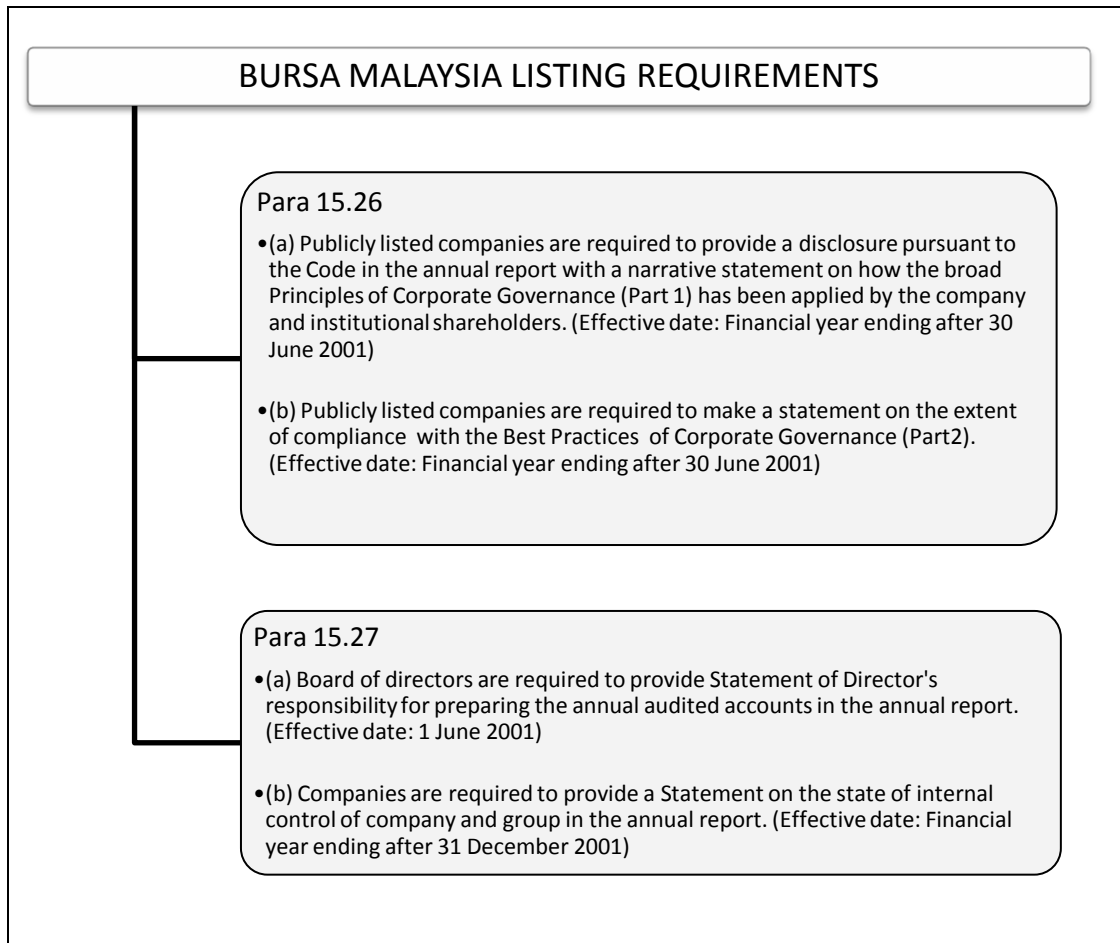 BURSA MALAYSIA LISTING REQUIREMENTS
Para 15.26
•(a) Publicly listed companies are required to provide a disclosure pursuant to
the Code in the annual report with a narrative statement on how the broad
Principles of Corporate Governance (Part 1) has been applied by the company
and institutional shareholders. (Effective date: Financial year ending after 30
June 2001)
•(b) Publicly listed companies are required to make a statement on the extent
of compliance with the Best Practices of Corporate Governance (Part2).
(Effective date: Financial year ending after 30 June 2001)
Para 15.27
•(a) Board of directors are required to provide Statement of Director's
responsibility for preparing the annual audited accounts in the annual report.
(Effective date: 1 June 2001)
•(b) Companies are required to provide a Statement on the state of internal
control of company and group in the annual report. (Effective date: Financial
year ending after 31 December 2001)